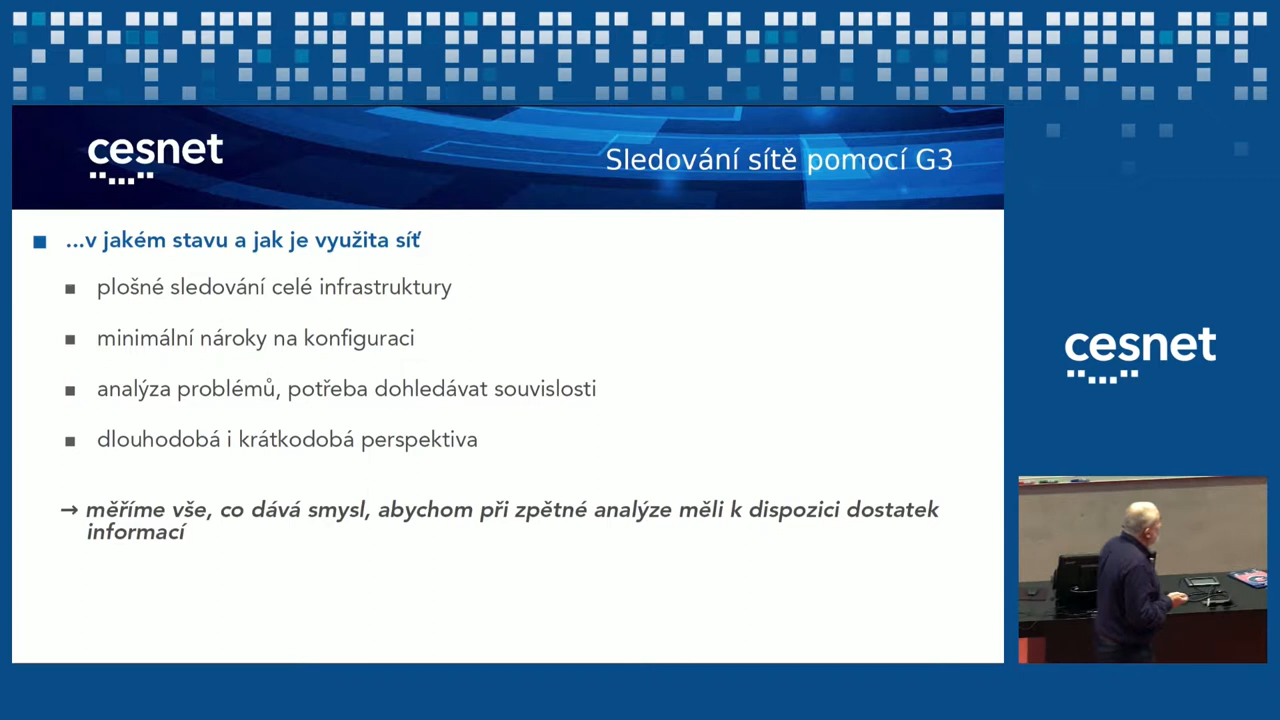 cesnet
Sledování sítě pomocí G3
...v jakém stavu a jak je využita síť
plošné sledování celé infrastruktury
minimální nároky na konfiguraci
analýza problémů, potřeba dohledávat souvislosti
dlouhodobá i krátkodobá perspektiva
→ měříme vše, co dává smysl, abychom při zpětné analýze měli k dispozici dostatek
informací
cesnet